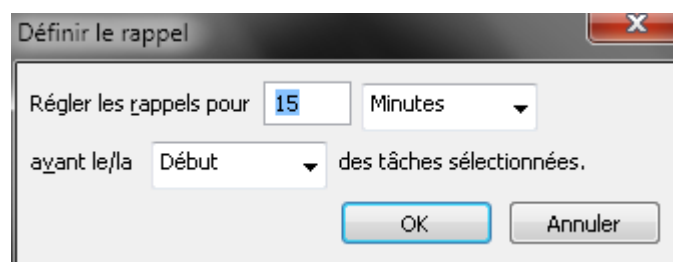 Définir le rappel
Régler les rappels pour 15 Minutes
avant le/la Début des tâches sélectionnées.
OK Annuler